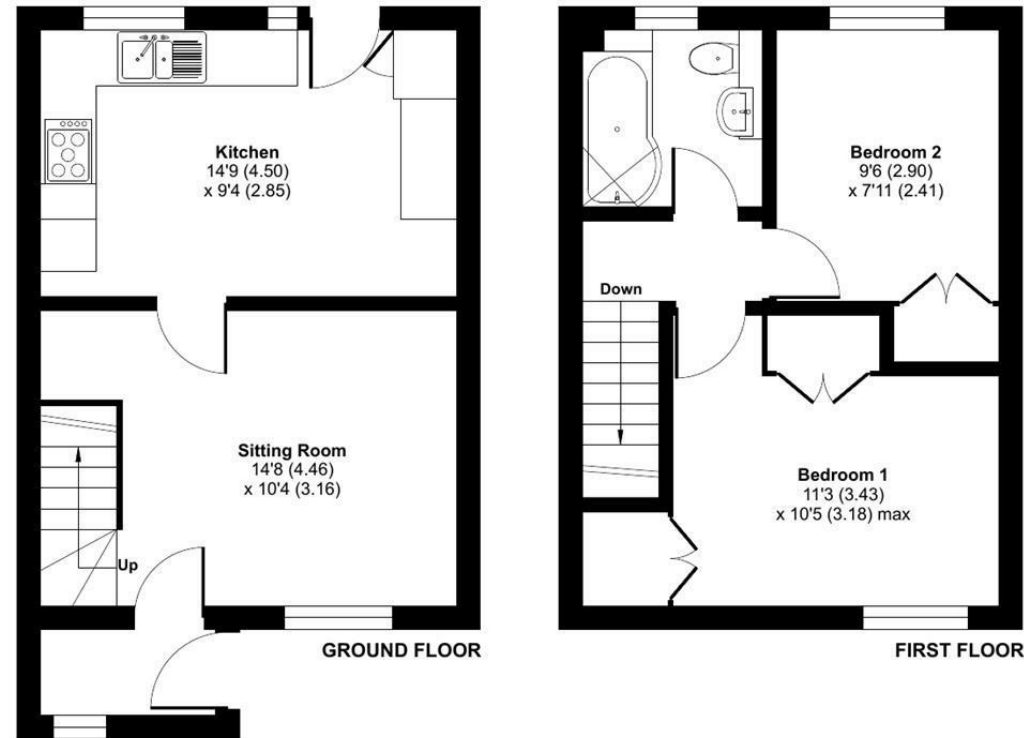 Kitchen
14'9 (4.50)
x 9'4 (2.85)
Sitting Room
14'8 (4.46)
x 10'4 (3.16)
Up
GROUND FLOOR
Bedroom 2
9'6 (2.90)
x 7'11 (2.41)
Down
Bedroom 1
11'3 (3.43)
x 10'5 (3.18) max
FIRST FLOOR